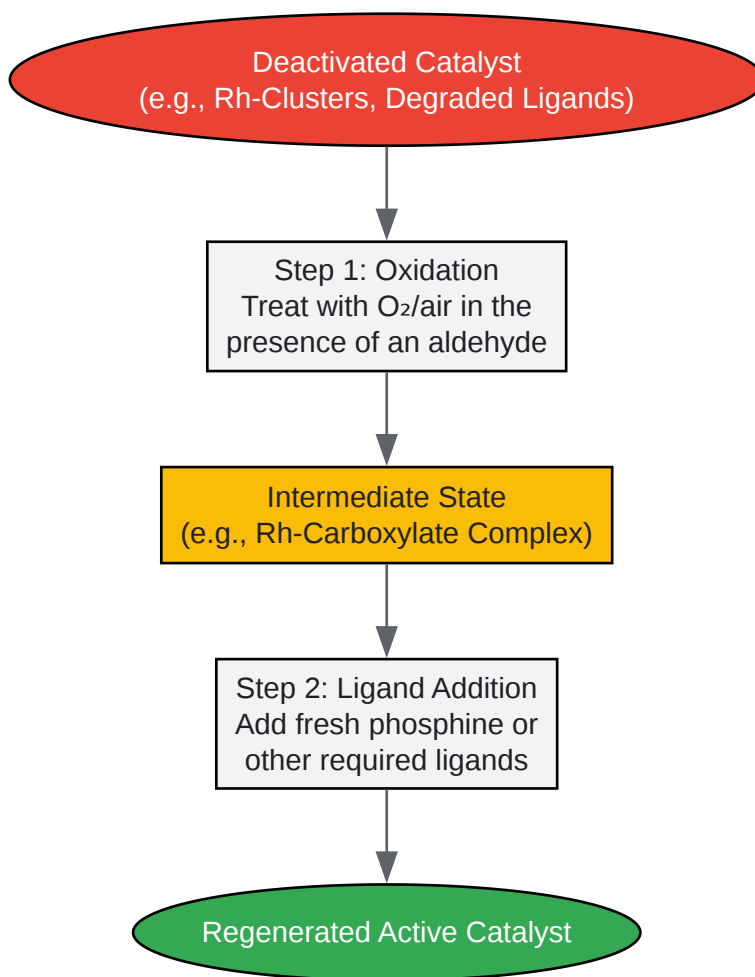 Deactivated Catalyst
(e.g., Rh-Clusters, Degraded Ligands)
Step 1: Oxidation
Treat with O₂/air in the
presence of an aldehyde
Intermediate State
(e.g., Rh-Carboxylate Complex)
Step 2: Ligand Addition
Add fresh phosphine or
other required ligands
Regenerated Active Catalyst